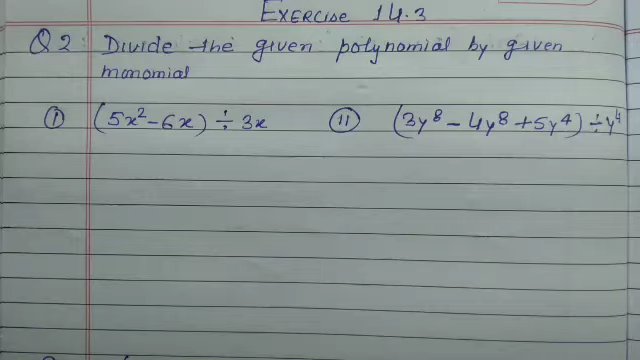 EXERCISE 14.3
Q2 Divide the given polynomial by given
monomial
(i) (5x² - 6x) ÷ 3x (ii) (3y⁸ - 4y⁸ + 5y⁴) ÷ y⁴